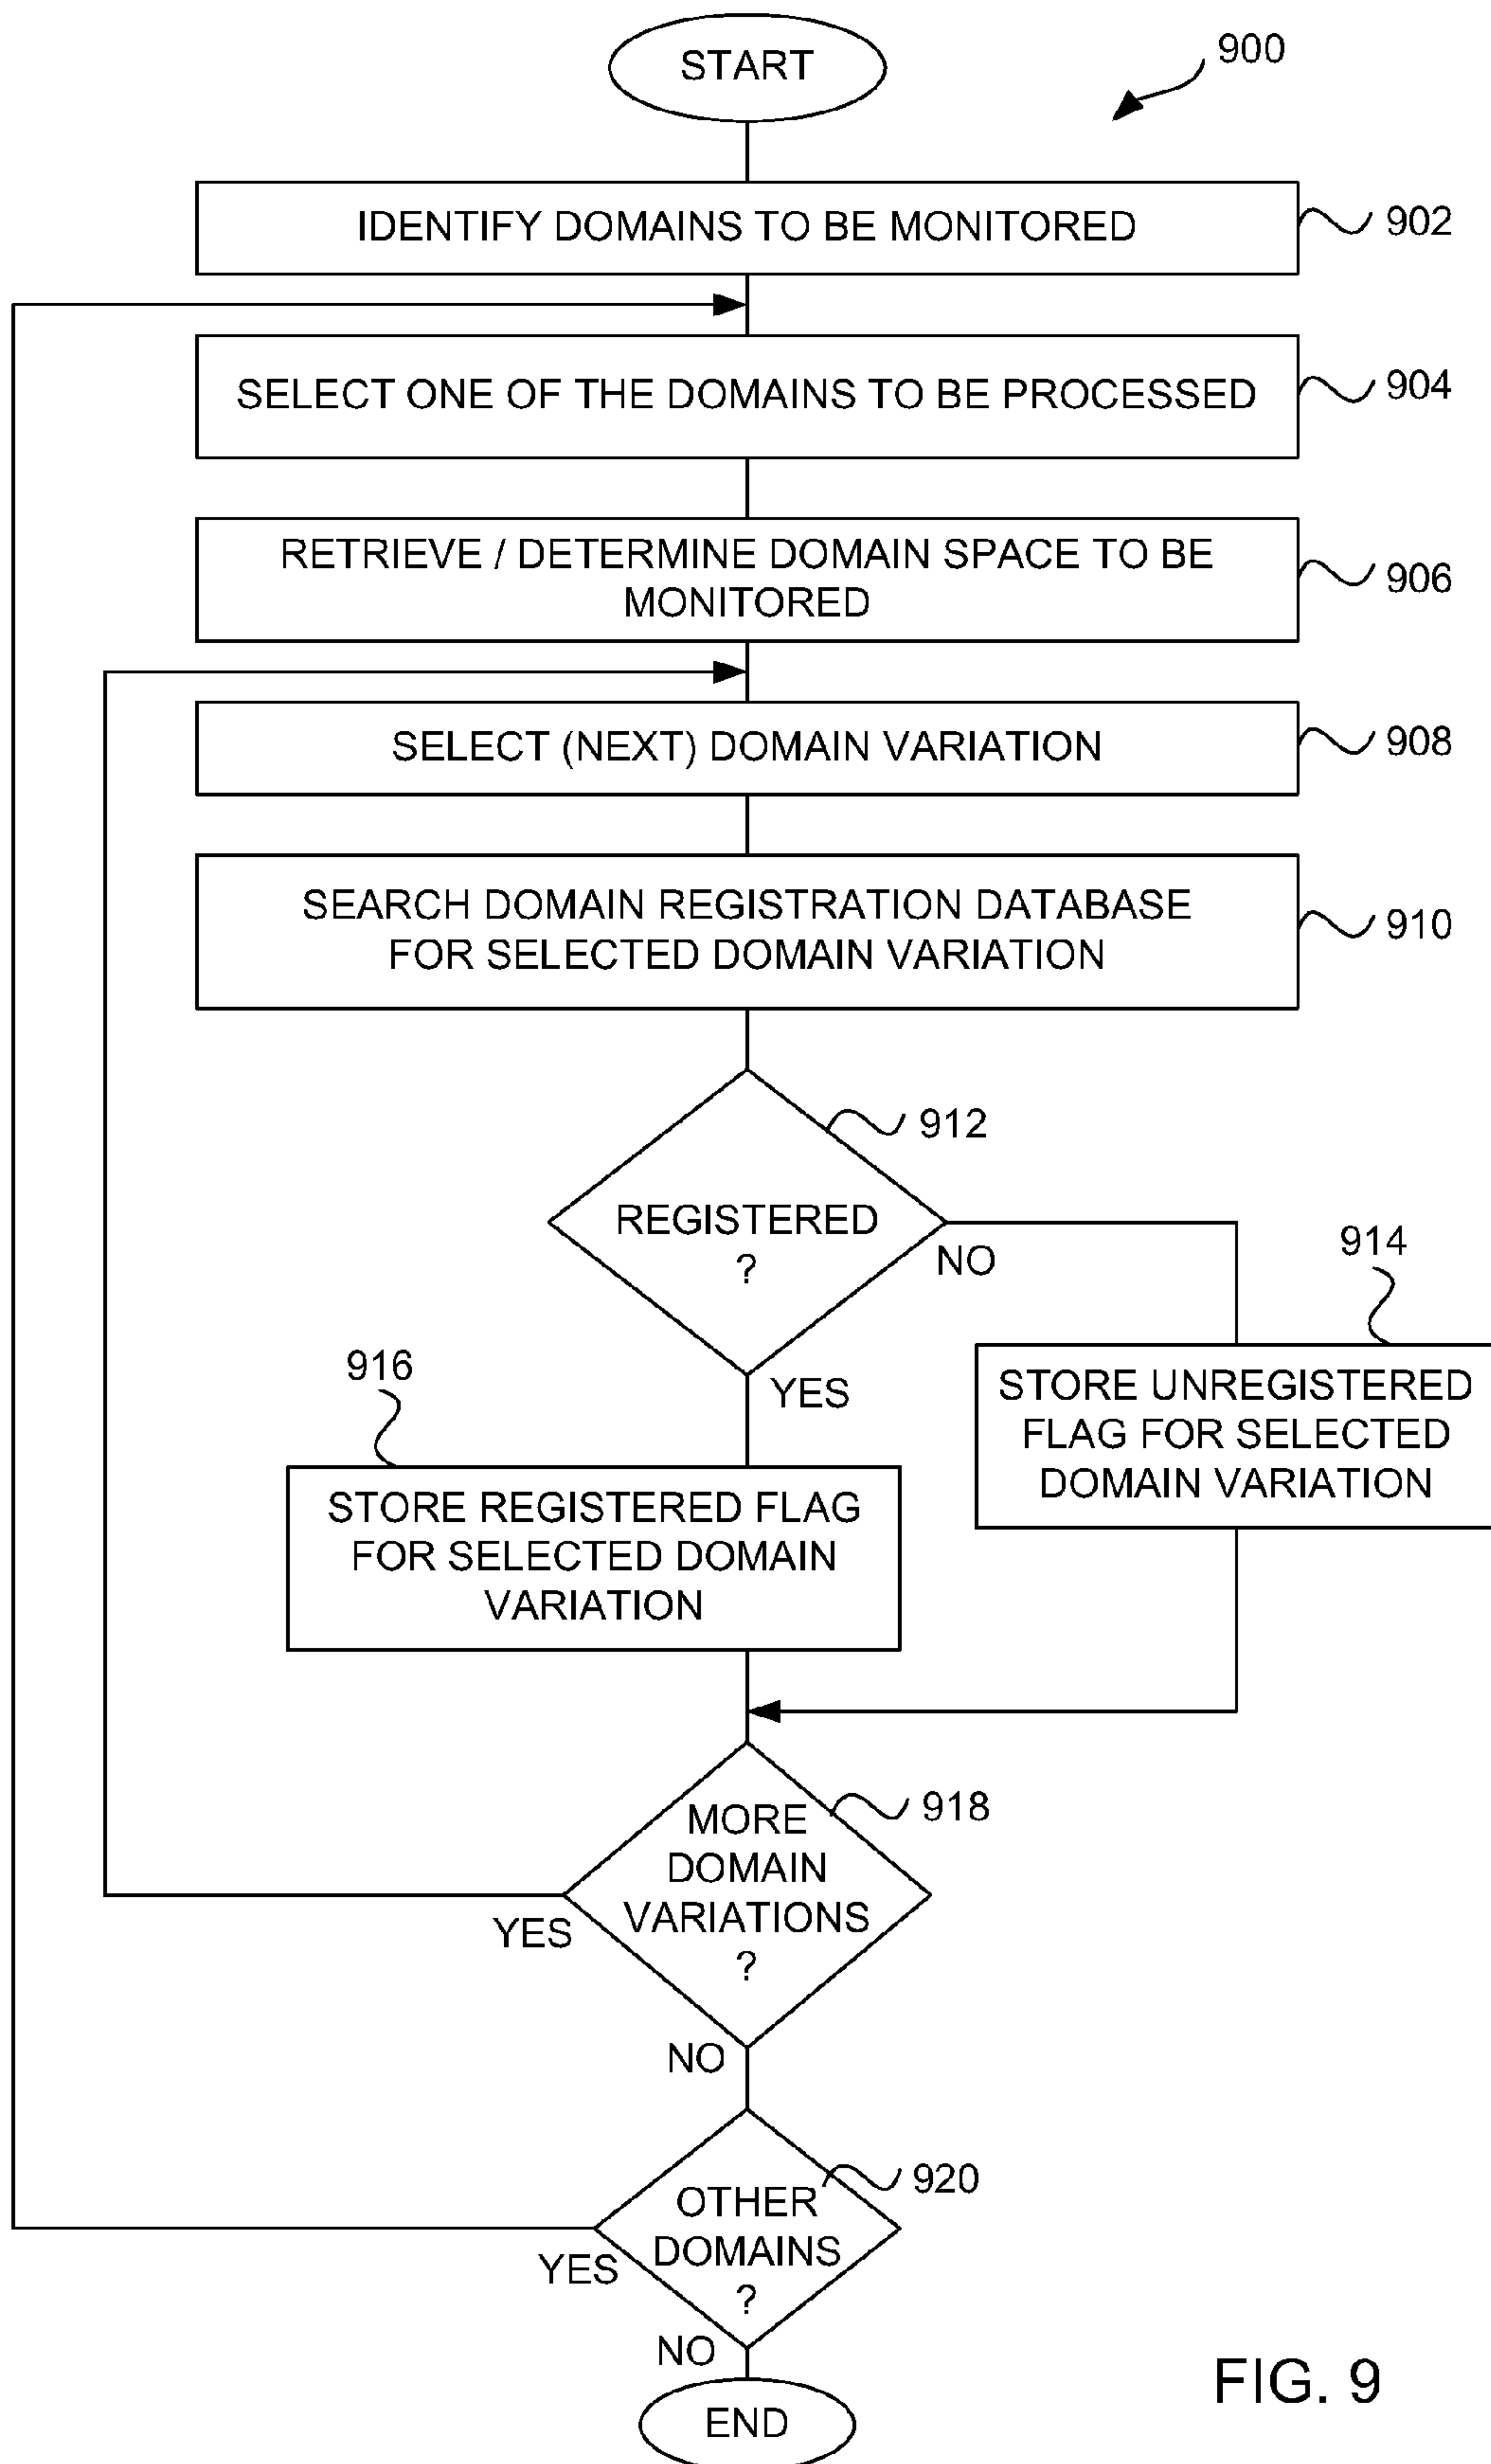 START
900
IDENTIFY DOMAINS TO BE MONITORED
902
SELECT ONE OF THE DOMAINS TO BE PROCESSED
904
RETRIEVE / DETERMINE DOMAIN SPACE TO BE
MONITORED
906
SELECT (NEXT) DOMAIN VARIATION
908
SEARCH DOMAIN REGISTRATION DATABASE
FOR SELECTED DOMAIN VARIATION
910
912
REGISTERED
?
NO
YES
914
STORE UNREGISTERED
FLAG FOR SELECTED
DOMAIN VARIATION
916
STORE REGISTERED FLAG
FOR SELECTED DOMAIN
VARIATION
918
MORE
DOMAIN
VARIATIONS
?
YES
NO
920
OTHER
DOMAINS
?
YES
NO
END
FIG. 9